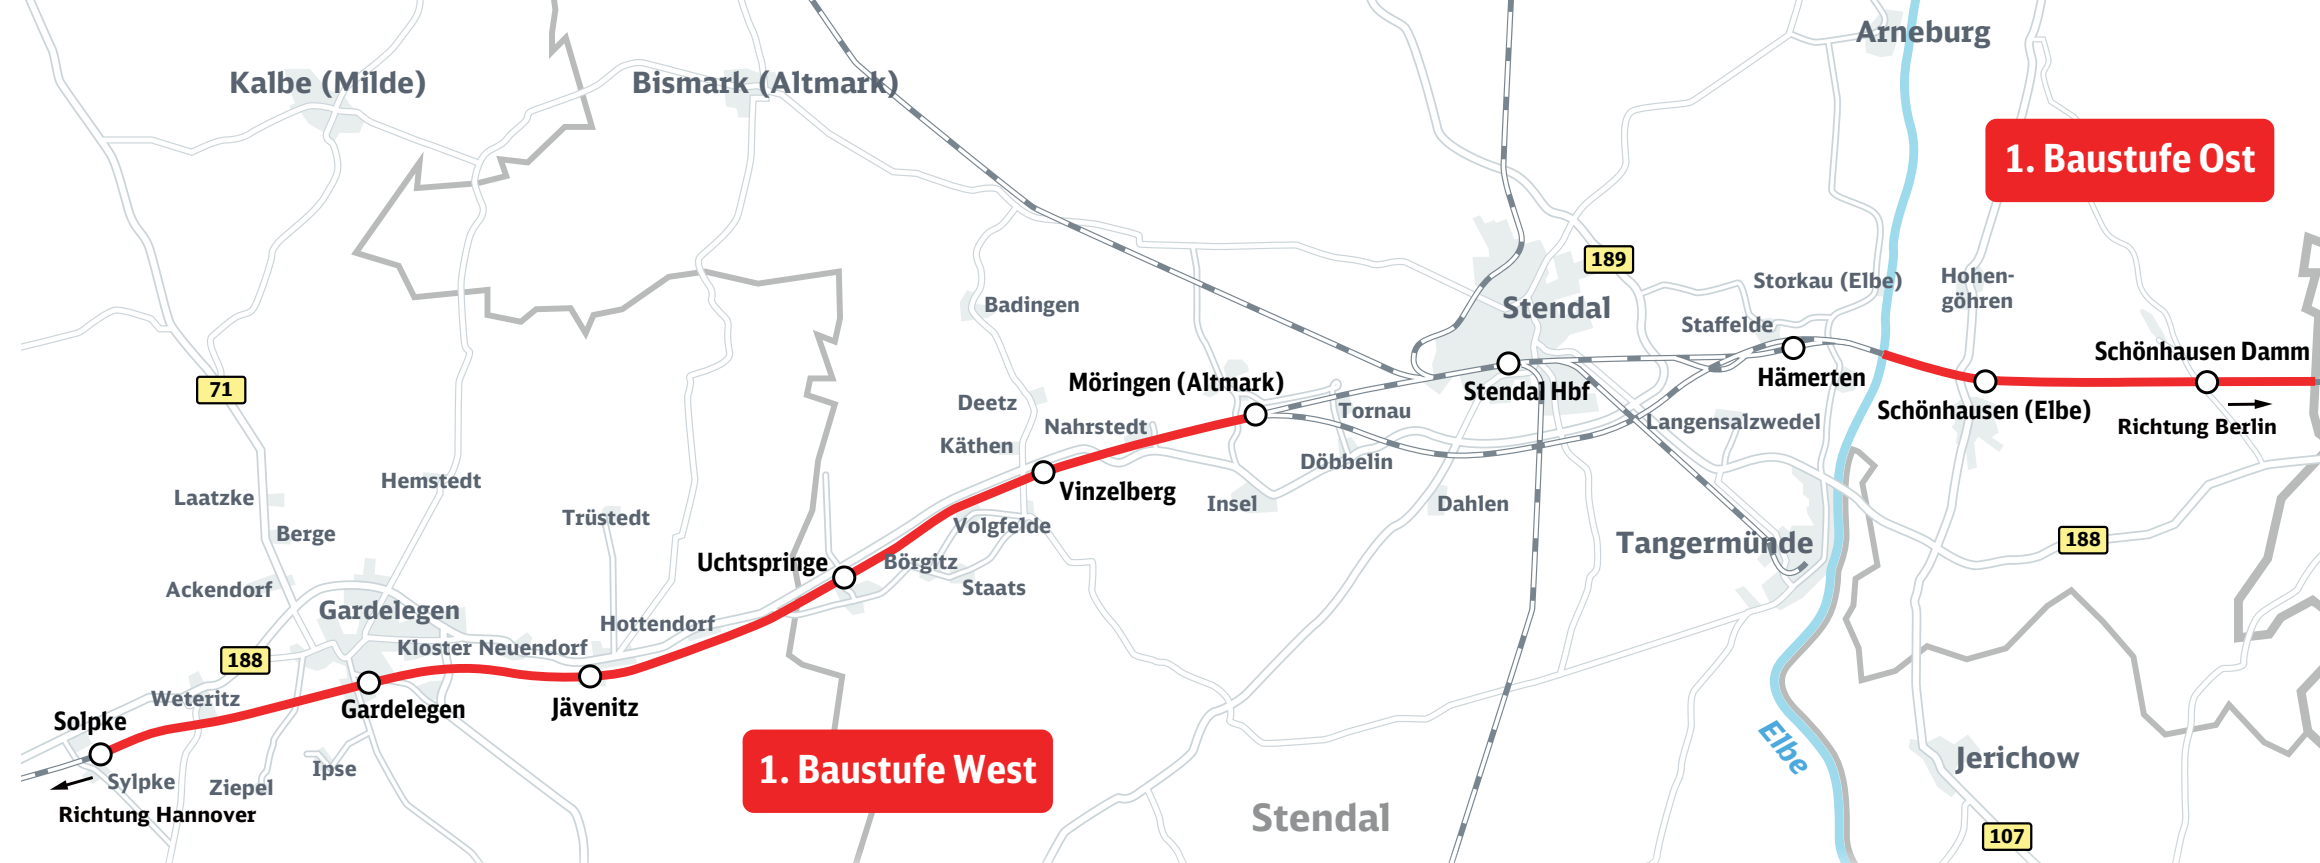 Arneburg
Kalbe (Milde)
Bismark (Altmark)
1. Baustufe Ost
189
Storkau (Elbe)
Hohen-
göhren
Badingen
Stendal
Staffelde
Schönhausen Damm
71
Möringen (Altmark)
Hämerten
Stendal Hbf
Deetz
Tornau
Schönhausen (Elbe)
Nahrstedt
Langensalzwedel
Richtung Berlin
Käthen
Döbbelin
Hemstedt
Vinzelberg
Laatzke
Insel
Dahlen
Trüstedt
Volgfelde
Berge
188
Tangermünde
Uchtspringe
Börgitz
Ackendorf
Staats
Gardelegen
Hottendorf
Kloster Neuendorf
188
Weteritz
Gardelegen
Jävenitz
Solpke
Elbe
Jerichow
Ipse
1. Baustufe West
Sylpke
Ziepel
Richtung Hannover
Stendal
107